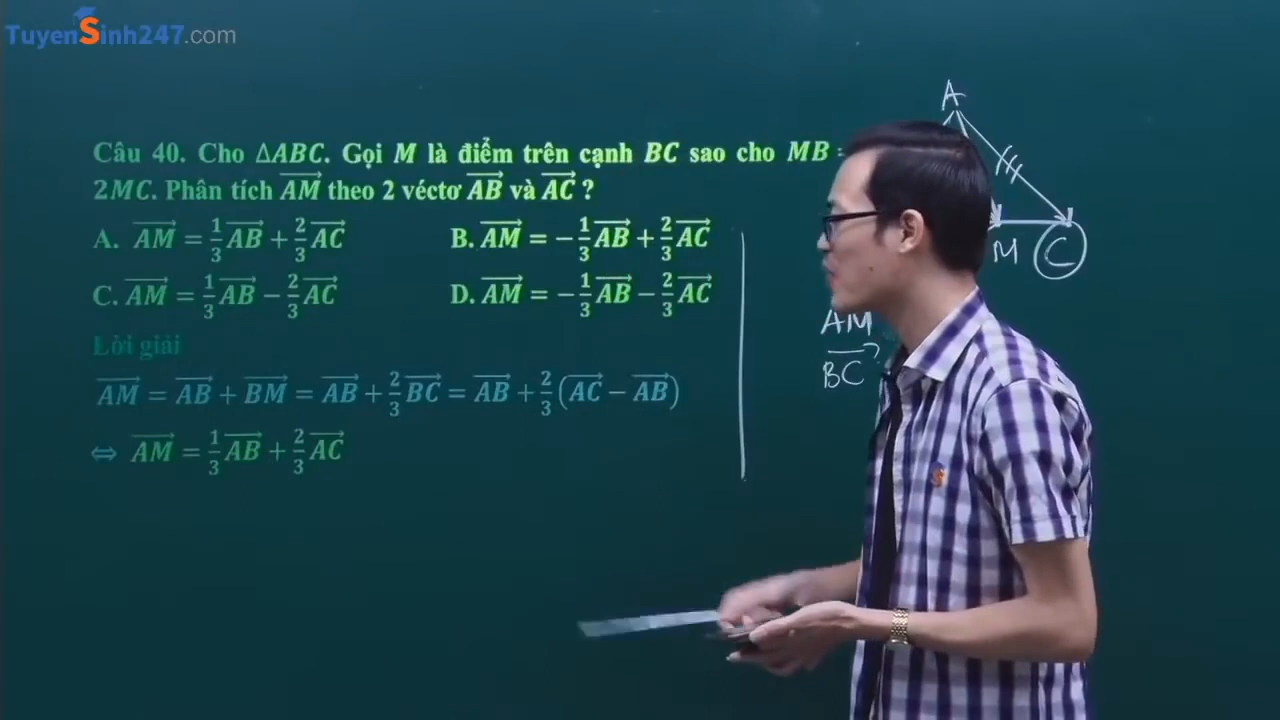 TuyenSinh247.com
Câu 40. Cho ΔABC. Gọi M là điểm trên cạnh BC sao cho MB =
2MC. Phân tích \overrightarrow{AM} theo 2 véctơ \overrightarrow{AB} và \overrightarrow{AC} ?
A. \overrightarrow{AM} = \frac{1}{3}\overrightarrow{AB} + \frac{2}{3}\overrightarrow{AC} B. \overrightarrow{AM} = -\frac{1}{3}\overrightarrow{AB} + \frac{2}{3}\overrightarrow{AC}
C. \overrightarrow{AM} = \frac{1}{3}\overrightarrow{AB} - \frac{2}{3}\overrightarrow{AC} D. \overrightarrow{AM} = -\frac{1}{3}\overrightarrow{AB} - \frac{2}{3}\overrightarrow{AC}
Lời giải
\overrightarrow{AM} = \overrightarrow{AB} + \overrightarrow{BM} = \overrightarrow{AB} + \frac{2}{3}\overrightarrow{BC} = \overrightarrow{AB} + \frac{2}{3}(\overrightarrow{AC} - \overrightarrow{AB})
⇔ \overrightarrow{AM} = \frac{1}{3}\overrightarrow{AB} + \frac{2}{3}\overrightarrow{AC}
A
M C
AM
\overrightarrow{BC}
S